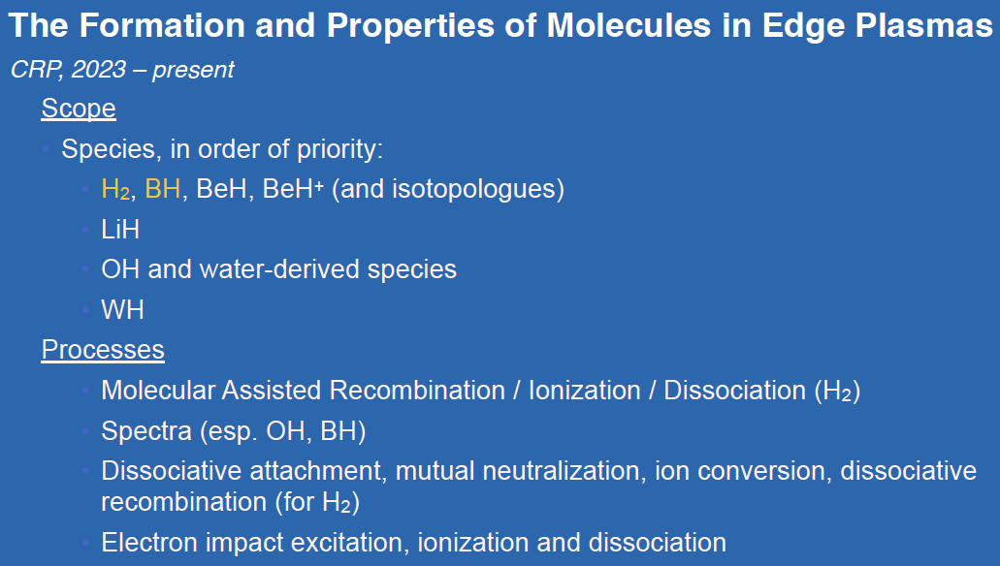 The Formation and Properties of Molecules in Edge Plasmas
CRP, 2023 – present
Scope
• Species, in order of priority:
• H₂, BH, BeH, BeH⁺ (and isotopologues)
• LiH
• OH and water-derived species
• WH
Processes
• Molecular Assisted Recombination / Ionization / Dissociation (H₂)
• Spectra (esp. OH, BH)
• Dissociative attachment, mutual neutralization, ion conversion, dissociative
recombination (for H₂)
• Electron impact excitation, ionization and dissociation